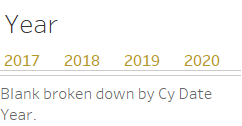 Year
2017 2018 2019 2020
Blank broken down by Cy Date
Year.